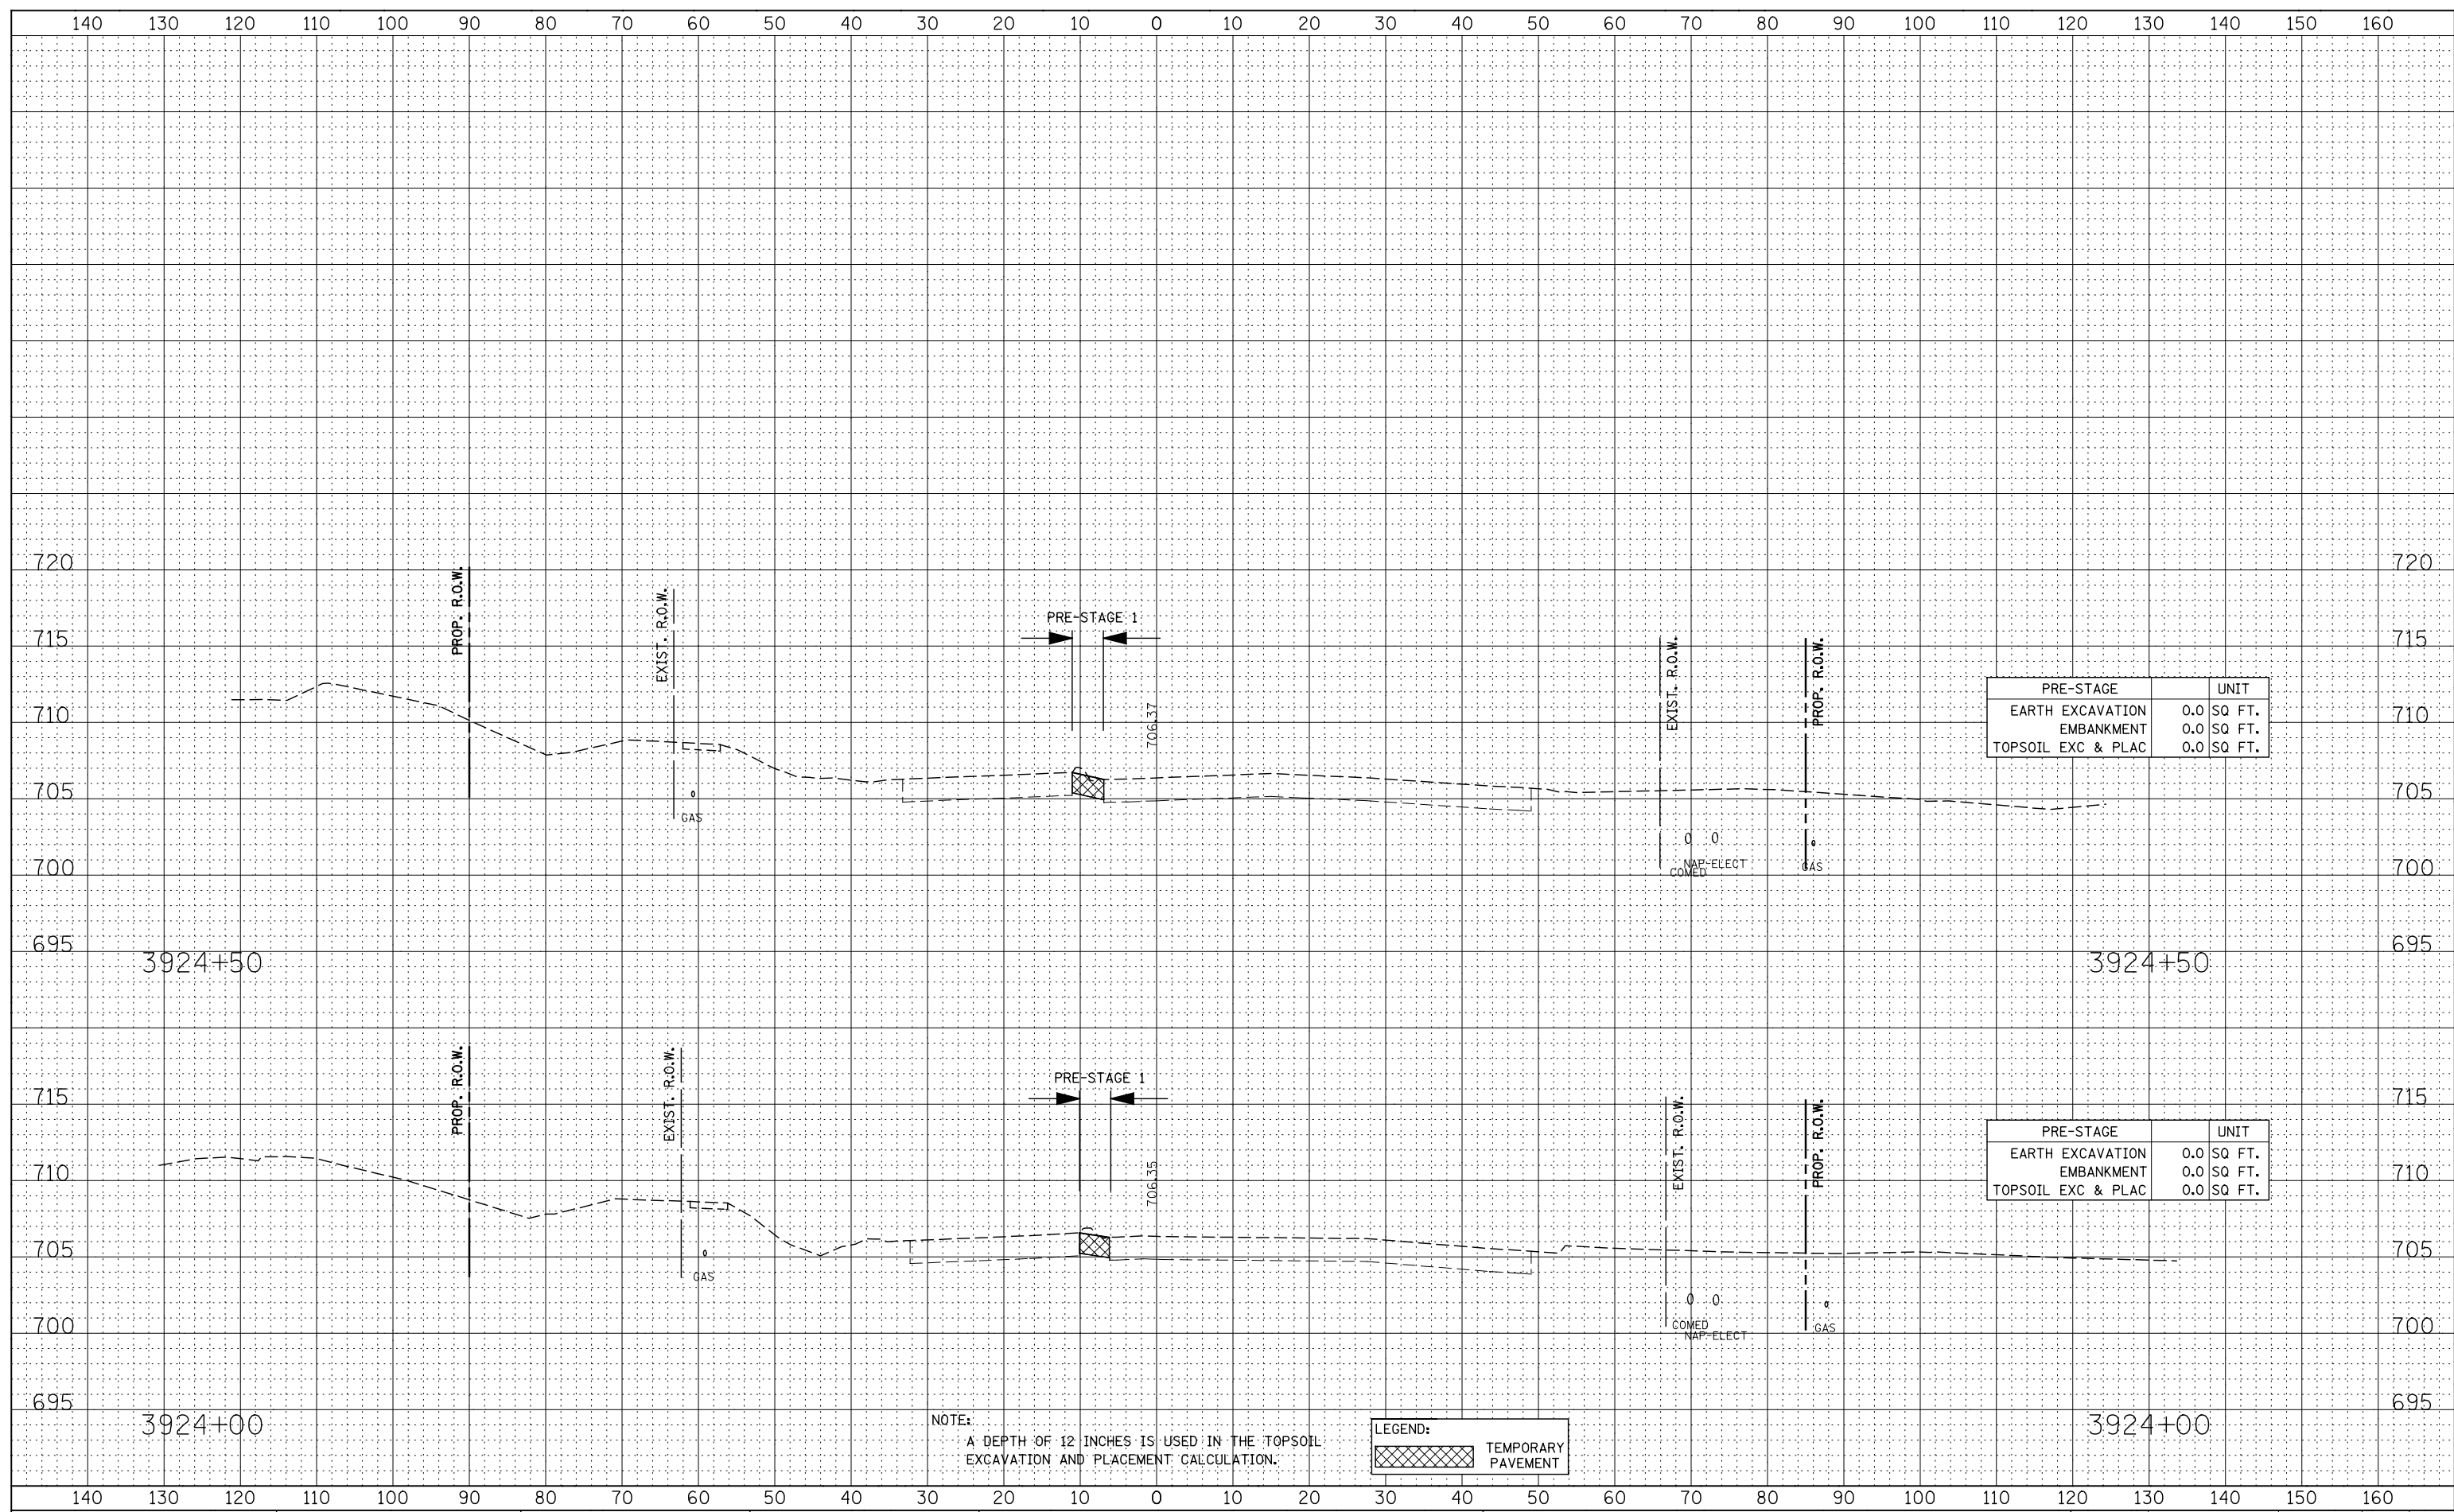 140 130 120 110 100 90 80 70 60 50 40 30 20 10 0 10 20 30 40 50 60 70 80 90 100 110 120 130 140 150 160
720 720
PROP. R.O.W.
EXIST. R.O.W.
PRE-STAGE 1
715 715
EXIST. R.O.W.
PROP. R.O.W.
PRE-STAGE UNIT
EARTH EXCAVATION 0.0 SQ FT.
EMBANKMENT 0.0 SQ FT.
TOPSOIL EXC & PLAC 0.0 SQ FT.
710 710
706.37
705 705
GAS
NAP-ELECT
COMED
GAS
700 700
695 695
3924+50 3924+50
PROP. R.O.W.
EXIST. R.O.W.
PRE-STAGE 1
715 715
EXIST. R.O.W.
PROP. R.O.W.
PRE-STAGE UNIT
EARTH EXCAVATION 0.0 SQ FT.
EMBANKMENT 0.0 SQ FT.
TOPSOIL EXC & PLAC 0.0 SQ FT.
710 710
706.35
705 705
GAS
COMED
NAP-ELECT
GAS
700 700
695 695
3924+00 3924+00
NOTE:
A DEPTH OF 12 INCHES IS USED IN THE TOPSOIL
EXCAVATION AND PLACEMENT CALCULATION.
LEGEND:
TEMPORARY
PAVEMENT
140 130 120 110 100 90 80 70 60 50 40 30 20 10 0 10 20 30 40 50 60 70 80 90 100 110 120 130 140 150 160